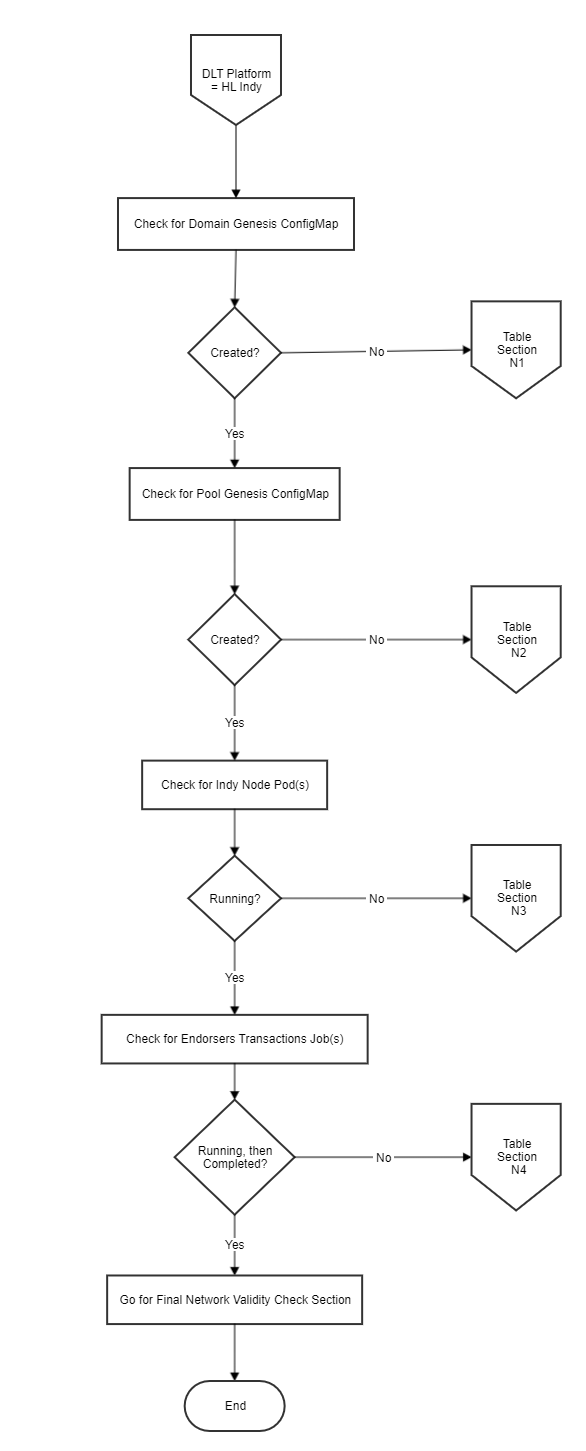 DLT Platform
= HL Indy
Check for Domain Genesis ConfigMap
Created?
No
Table
Section
N1
Yes
Check for Pool Genesis ConfigMap
Created?
No
Table
Section
N2
Yes
Check for Indy Node Pod(s)
Running?
No
Table
Section
N3
Yes
Check for Endorsers Transactions Job(s)
Running, then
Completed?
No
Table
Section
N4
Yes
Go for Final Network Validity Check Section
End